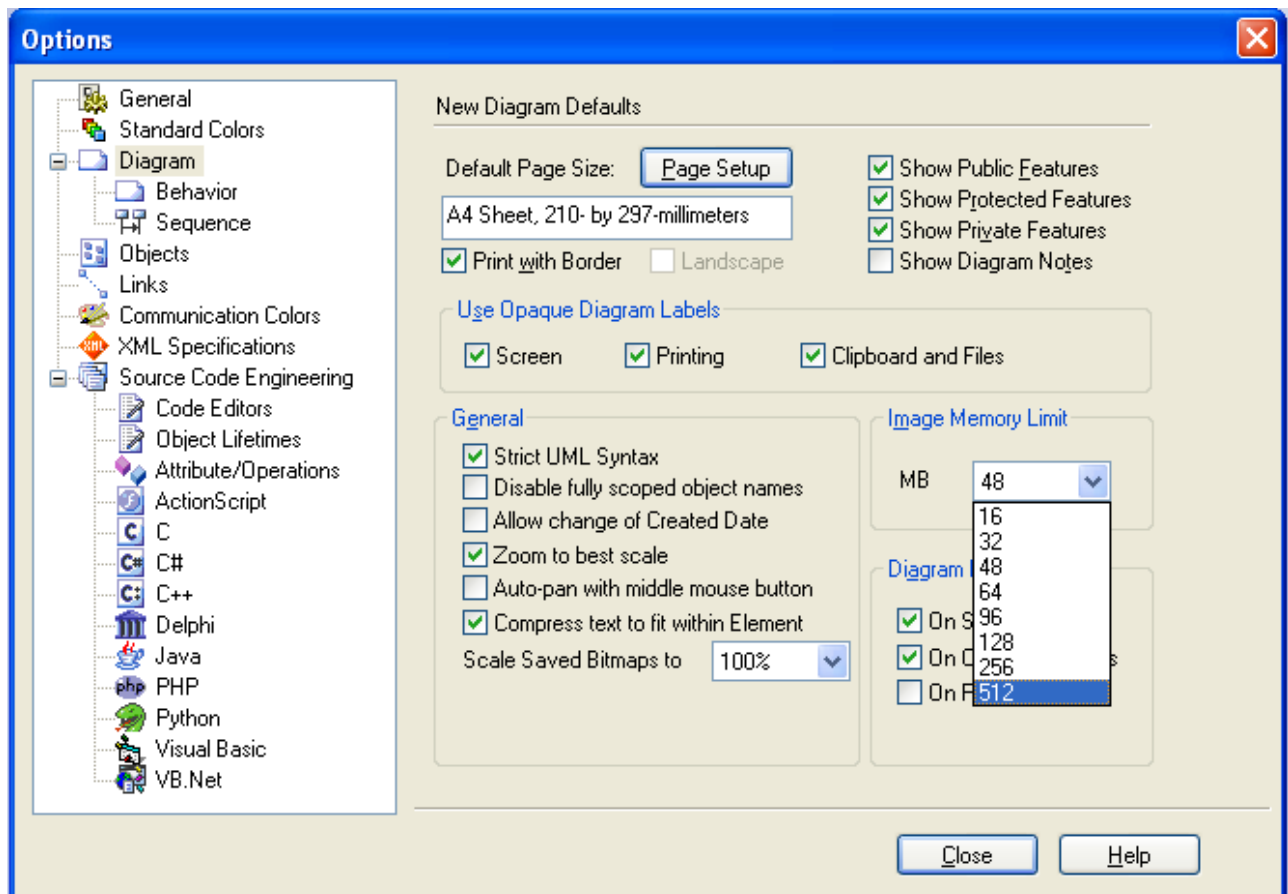 Options
General
Standard Colors
Diagram
Behavior
Sequence
Objects
Links
Communication Colors
XML Specifications
Source Code Engineering
Code Editors
Object Lifetimes
Attribute/Operations
ActionScript
C
C#
C++
Delphi
Java
PHP
Python
Visual Basic
VB.Net
New Diagram Defaults
Default Page Size: Page Setup
A4 Sheet, 210- by 297-millimeters
Print with Border Landscape
Show Public Features
Show Protected Features
Show Private Features
Show Diagram Notes
Use Opaque Diagram Labels
Screen Printing Clipboard and Files
General
Strict UML Syntax
Disable fully scoped object names
Allow change of Created Date
Zoom to best scale
Auto-pan with middle mouse button
Compress text to fit within Element
Scale Saved Bitmaps to 100%
Image Memory Limit
MB 48
16
32
48
64
96
128
256
512
Diagram
On
On
On
Close Help